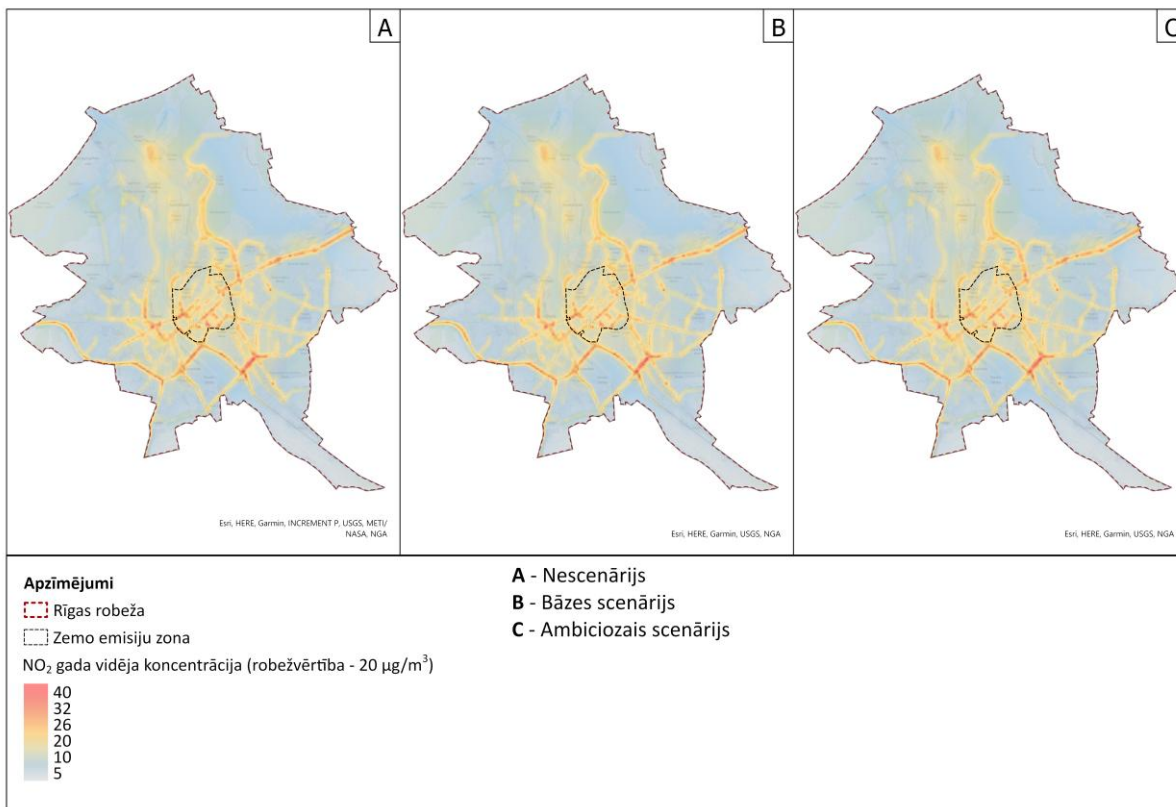 A
B
C
Esri, HERE, Garmin, INCREMENT P, USGS, METI/
NASA, NGA
Esri, HERE, Garmin, USGS, NGA
Esri, HERE, Garmin, USGS, NGA
Apzīmējumi
Rīgas robeža
Zemo emisiju zona
NO₂ gada vidēja koncentrācija (robežvērtība - 20 µg/m³)
40
32
26
20
10
5
A - Nescenārijs
B - Bāzes scenārijs
C - Ambiciozais scenārijs